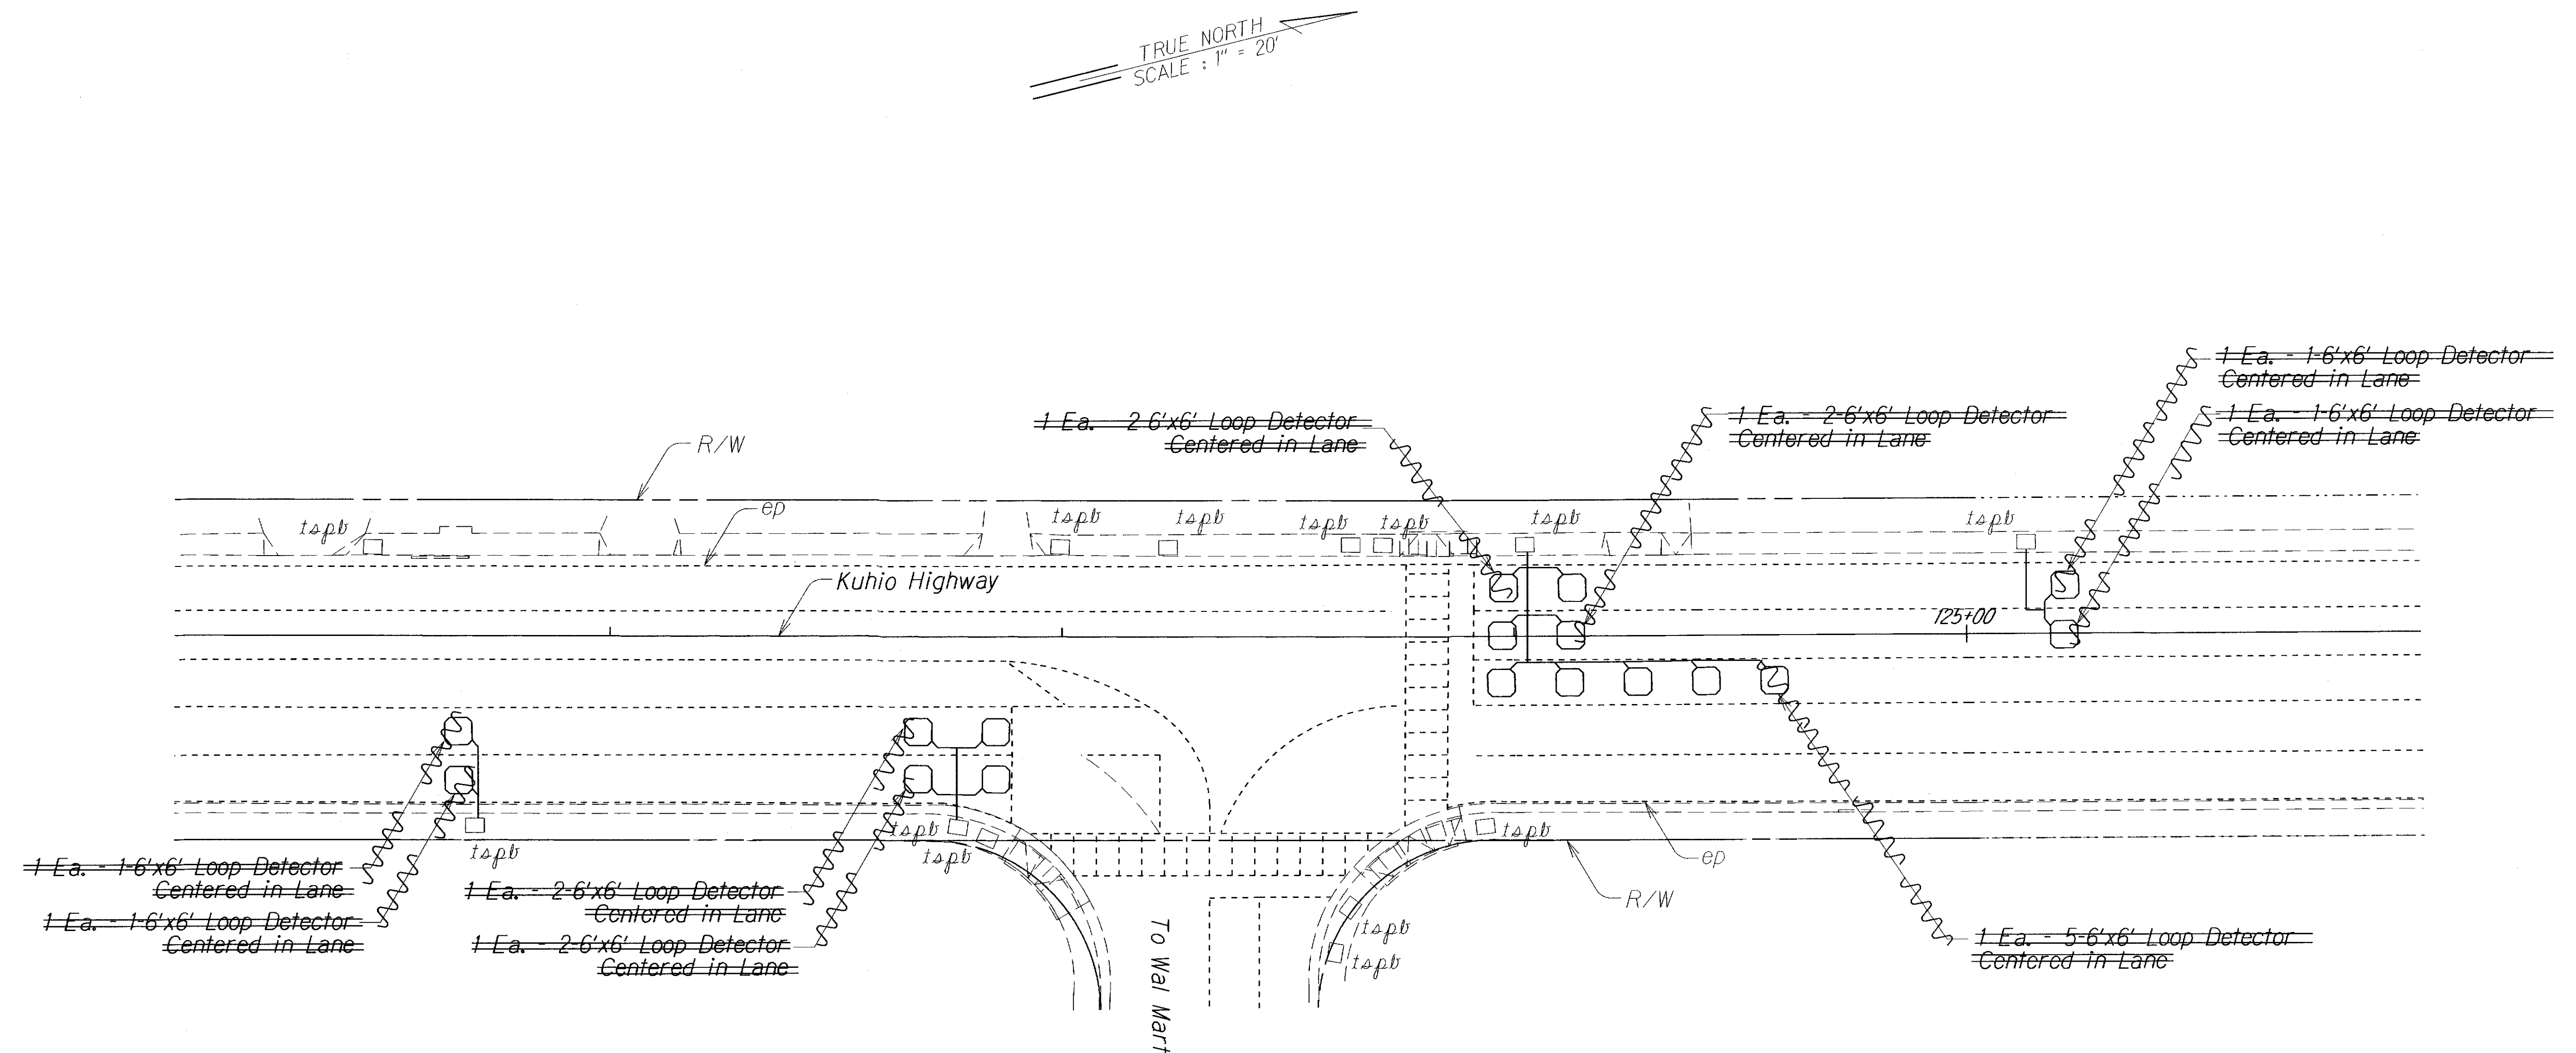 TRUE NORTH
SCALE : 1" = 20'
1 Ea. - 1-6'x6' Loop Detector
Centered in Lane
1 Ea. - 1-6'x6' Loop Detector
Centered in Lane
1 Ea. - 2-6'x6' Loop Detector
Centered in Lane
1 Ea. - 2-6'x6' Loop Detector
Centered in Lane
R/W
ep
tspb
tspb
tspb
tspb
tspb
tspb
tspb
Kuhio Highway
125+00
tspb
tspb
tspb
tspb
ep
R/W
1 Ea. - 1-6'x6' Loop Detector
Centered in Lane
1 Ea. - 1-6'x6' Loop Detector
Centered in Lane
1 Ea. - 2-6'x6' Loop Detector
Centered in Lane
1 Ea. - 2-6'x6' Loop Detector
Centered in Lane
To Wal Mart
tspb
tspb
1 Ea. - 5-6'x6' Loop Detector
Centered in Lane